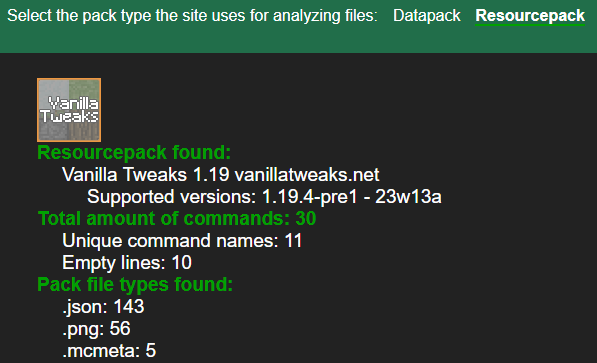 Select the pack type the site uses for analyzing files: Datapack Resourcepack
Vanilla
Tweaks
Resourcepack found:
Vanilla Tweaks 1.19 vanillatweaks.net
Supported versions: 1.19.4-pre1 - 23w13a
Total amount of commands: 30
Unique command names: 11
Empty lines: 10
Pack file types found:
.json: 143
.png: 56
.mcmeta: 5